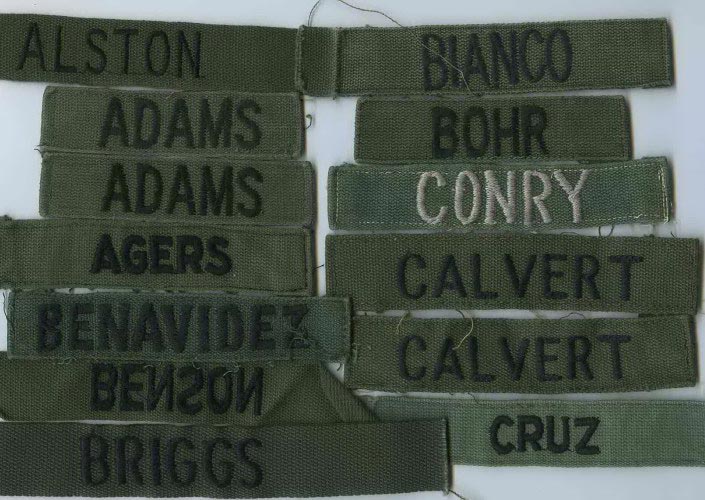 ALSTON
ADAMS
ADAMS
AGERS
BENAVIDEZ
BENSON
BRIGGS
BIANCO
BOHR
CONRY
CALVERT
CALVERT
CRUZ